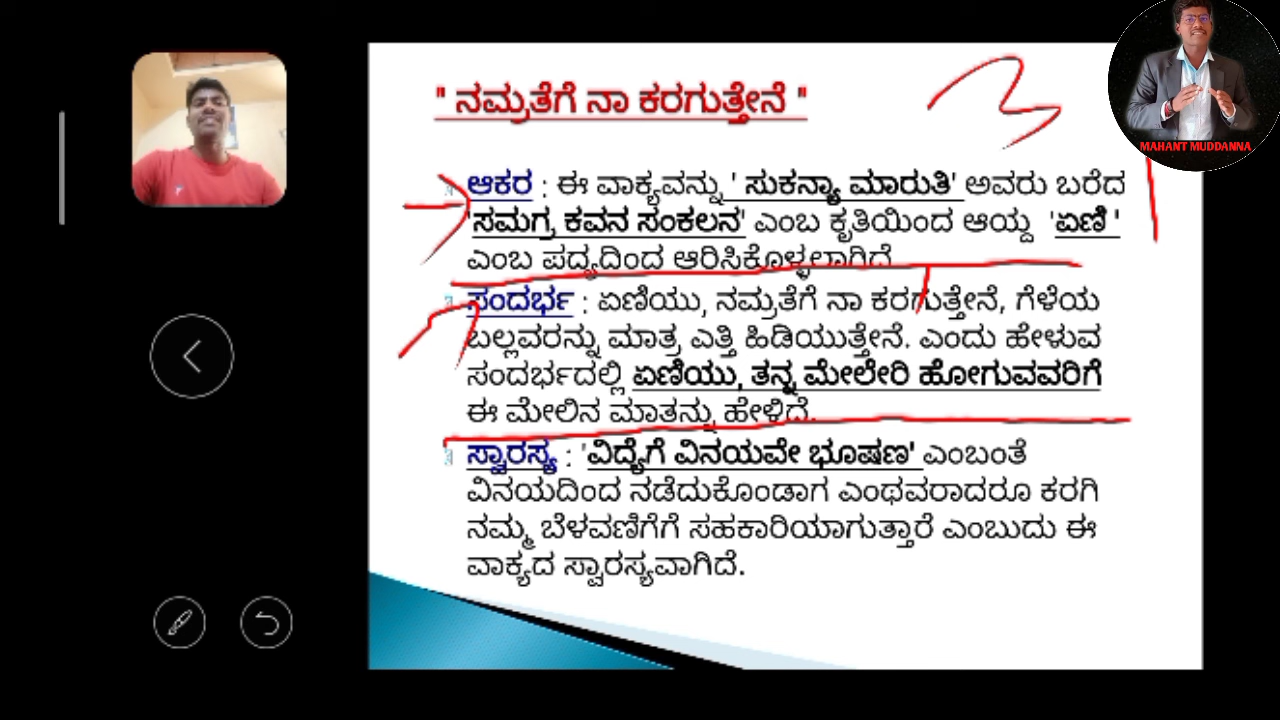 " ನಮ್ರತೆಗೆ ನಾ ಕರಗುತ್ತೇನೆ "
3
MAHANT MUDDANNA
ಆಕರ : ಈ ವಾಕ್ಯವನ್ನು ' ಸುಕನ್ಯಾ ಮಾರುತಿ' ಅವರು ಬರೆದ
'ಸಮಗ್ರ ಕವನ ಸಂಕಲನ' ಎಂಬ ಕೃತಿಯಿಂದ ಆಯ್ದ 'ಏಣಿ '
ಎಂಬ ಪದ್ಯದಿಂದ ಆರಿಸಿಕೊಳ್ಳಲಾಗಿದೆ
ಸಂದರ್ಭ : ಏಣಿಯು, ನಮ್ರತೆಗೆ ನಾ ಕರಗುತ್ತೇನೆ, ಗೆಳೆಯ
ಬಲ್ಲವರನ್ನು ಮಾತ್ರ ಎತ್ತಿ ಹಿಡಿಯುತ್ತೇನೆ. ಎಂದು ಹೇಳುವ
ಸಂದರ್ಭದಲ್ಲಿ ಏಣಿಯು, ತನ್ನ ಮೇಲೇರಿ ಹೋಗುವವರಿಗೆ
ಈ ಮೇಲಿನ ಮಾತನ್ನು ಹೇಳಿದೆ.
ಸ್ವಾರಸ್ಯ : 'ವಿದ್ಯೆಗೆ ವಿನಯವೇ ಭೂಷಣ' ಎಂಬಂತೆ
ವಿನಯದಿಂದ ನಡೆದುಕೊಂಡಾಗ ಎಂಥವರಾದರೂ ಕರಗಿ
ನಮ್ಮ ಬೆಳವಣಿಗೆಗೆ ಸಹಕಾರಿಯಾಗುತ್ತಾರೆ ಎಂಬುದು ಈ
ವಾಕ್ಯದ ಸ್ವಾರಸ್ಯವಾಗಿದೆ.